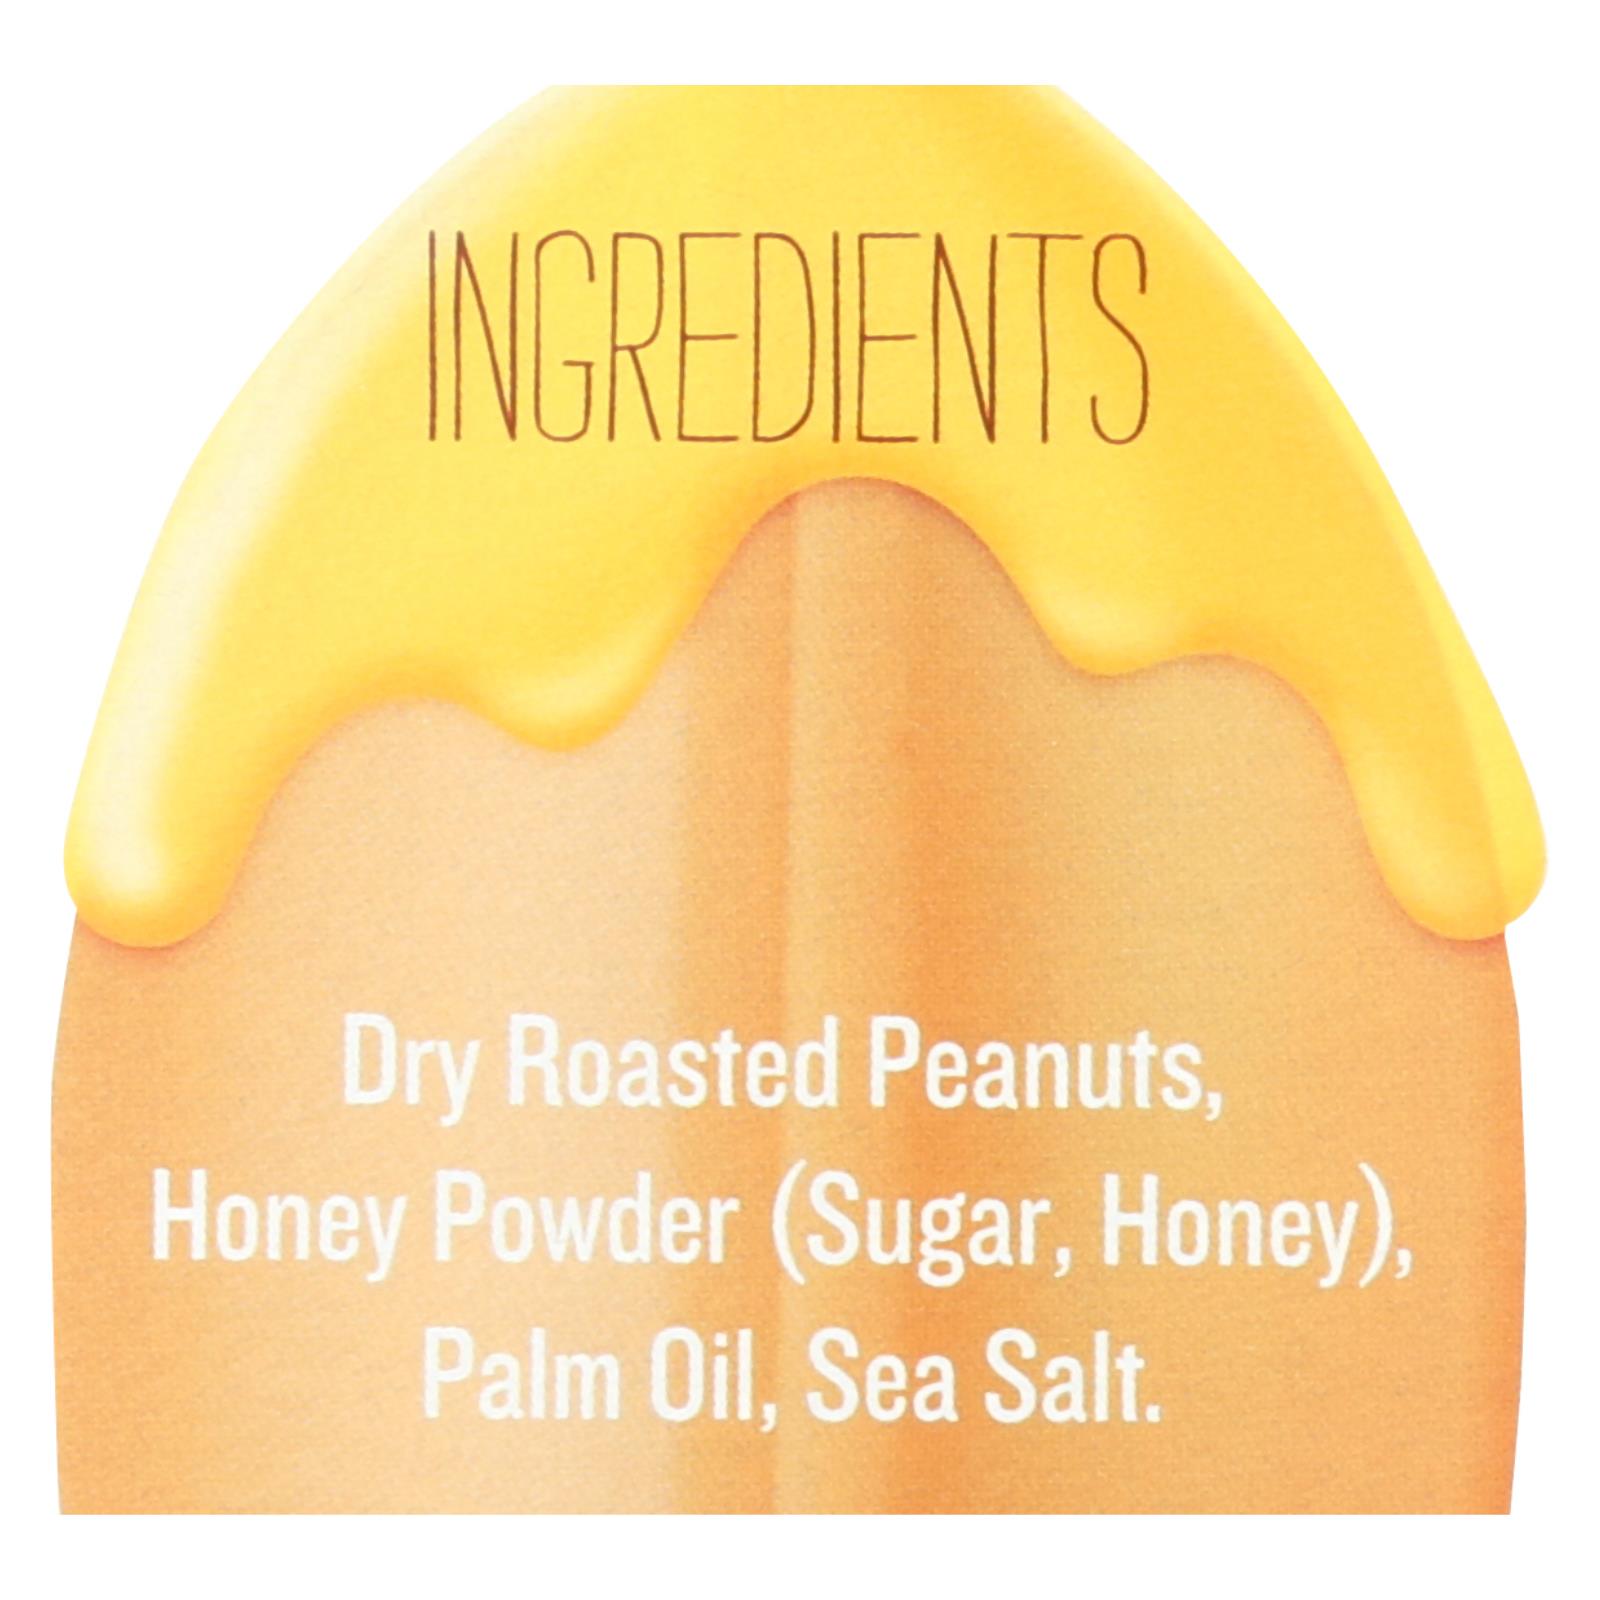 INGREDIENTS
Dry Roasted Peanuts,
Honey Powder (Sugar, Honey),
Palm Oil, Sea Salt.